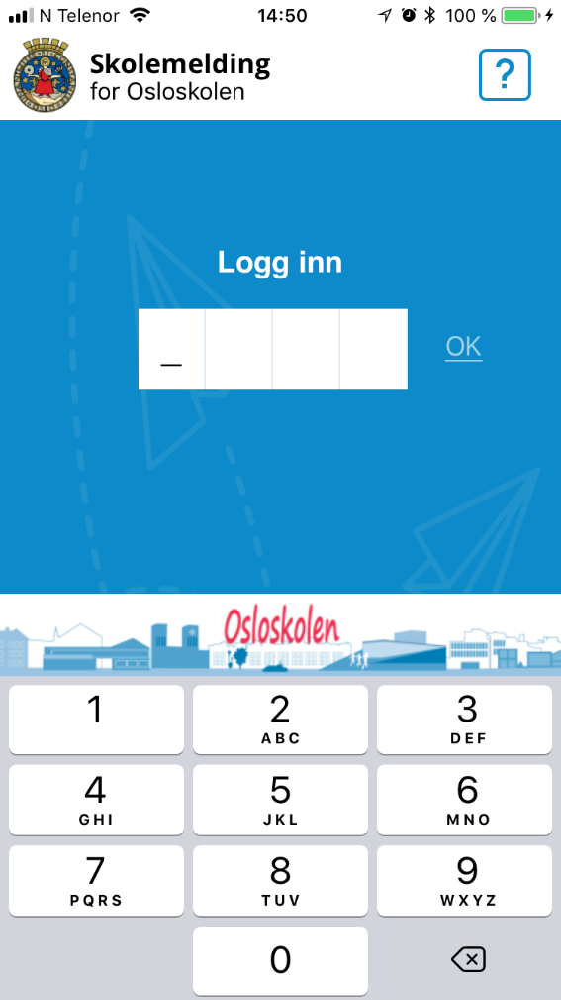 N Telenor 14:50 100 %
Skolemelding
for Osloskolen
?
Logg inn
_
OK
Osloskolen
1 2 3
ABC DEF
4 5 6
GHI JKL MNO
7 8 9
PQRS TUV WXYZ
0